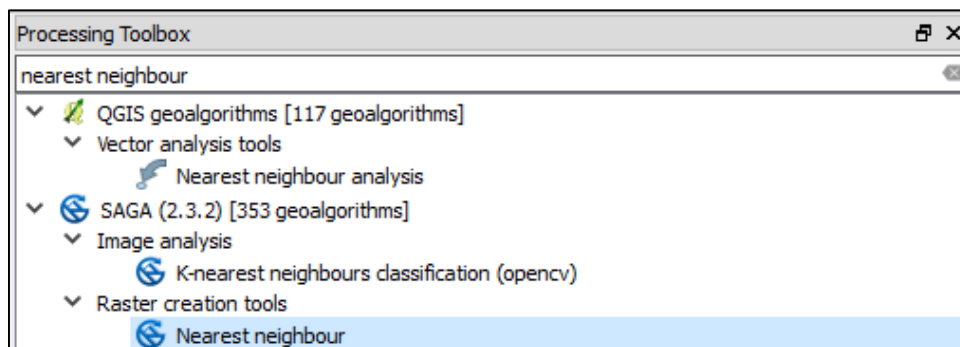 Processing Toolbox
nearest neighbour
QGIS geoalgorithms [117 geoalgorithms]
Vector analysis tools
Nearest neighbour analysis
SAGA (2.3.2) [353 geoalgorithms]
Image analysis
K-nearest neighbours classification (opencv)
Raster creation tools
Nearest neighbour